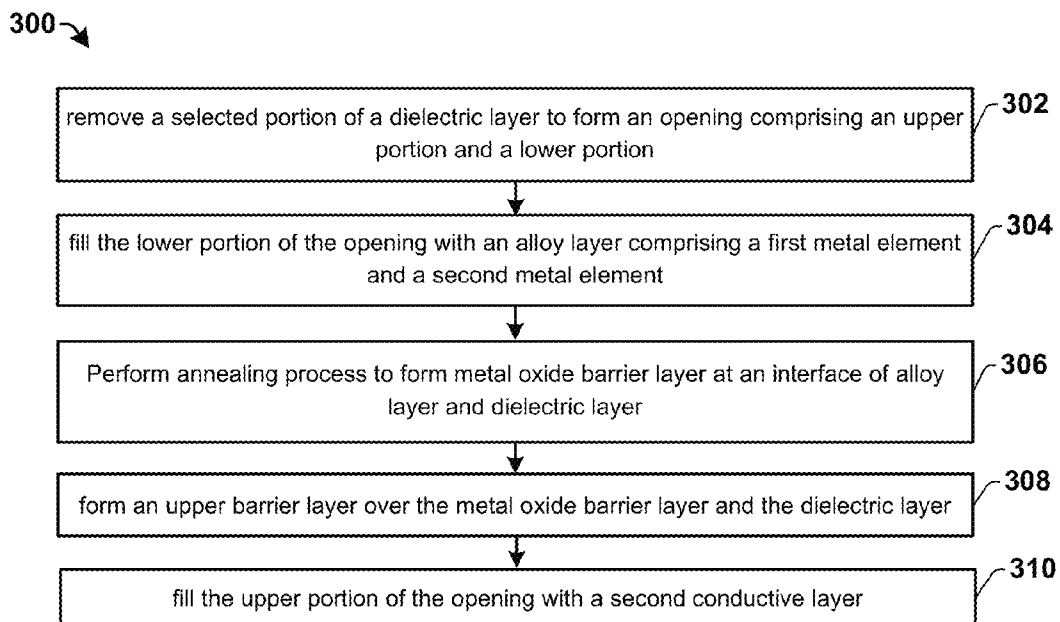 300
remove a selected portion of a dielectric layer to form an opening comprising an upper
portion and a lower portion
302
fill the lower portion of the opening with an alloy layer comprising a first metal element
and a second metal element
304
Perform annealing process to form metal oxide barrier layer at an interface of alloy
layer and dielectric layer
306
form an upper barrier layer over the metal oxide barrier layer and the dielectric layer
308
fill the upper portion of the opening with a second conductive layer
310